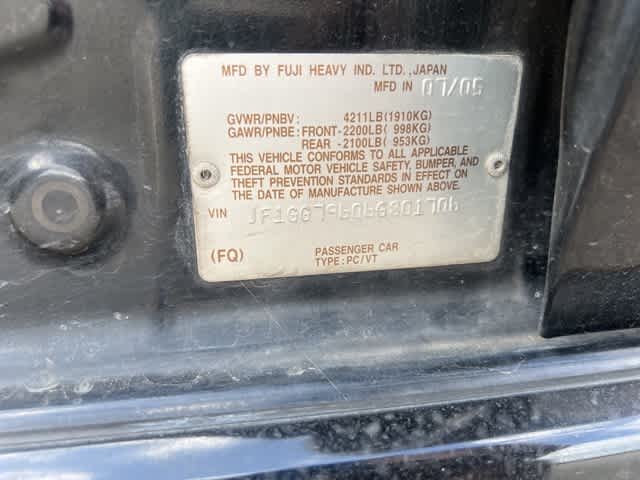 MFD BY FUJI HEAVY IND. LTD.,JAPAN
MFD IN 07/05
GVWR/PNBV: 4211LB(1910KG)
GAWR/PNBE: FRONT-2200LB( 998KG)
REAR -2100LB( 953KG)
THIS VEHICLE CONFORMS TO ALL APPLICABLE
FEDERAL MOTOR VEHICLE SAFETY, BUMPER, AND
THEFT PREVENTION STANDARDS IN EFFECT ON
THE DATE OF MANUFACTURE SHOWN ABOVE.
VIN JF1GG79606G801706
(FQ) PASSENGER CAR
TYPE:PC/VT